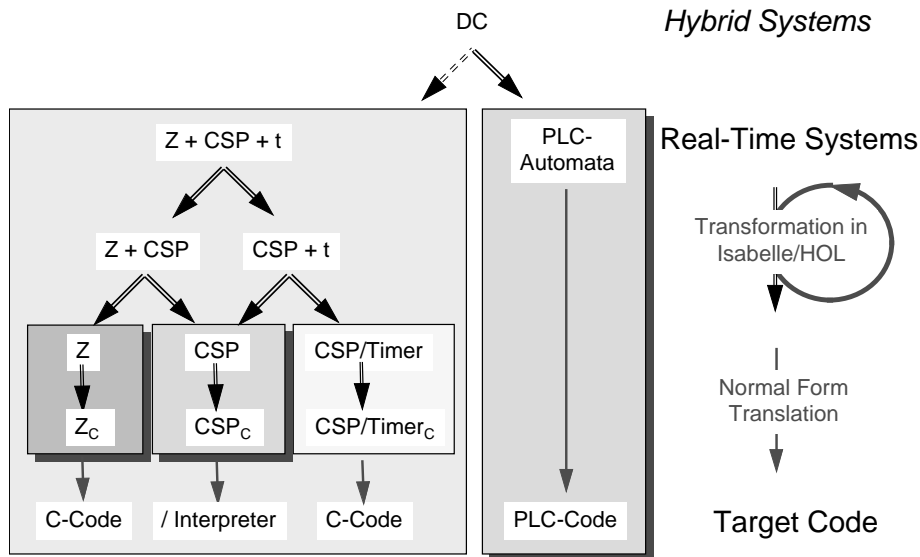 DC
Hybrid Systems
Z + CSP + t
PLC-
Automata
Real-Time Systems
Z + CSP
CSP + t
Transformation in
Isabelle/HOL
Z
CSP
CSP/Timer
Z_C
CSP_C
CSP/Timer_C
Normal Form
Translation
C-Code
/ Interpreter
C-Code
PLC-Code
Target Code